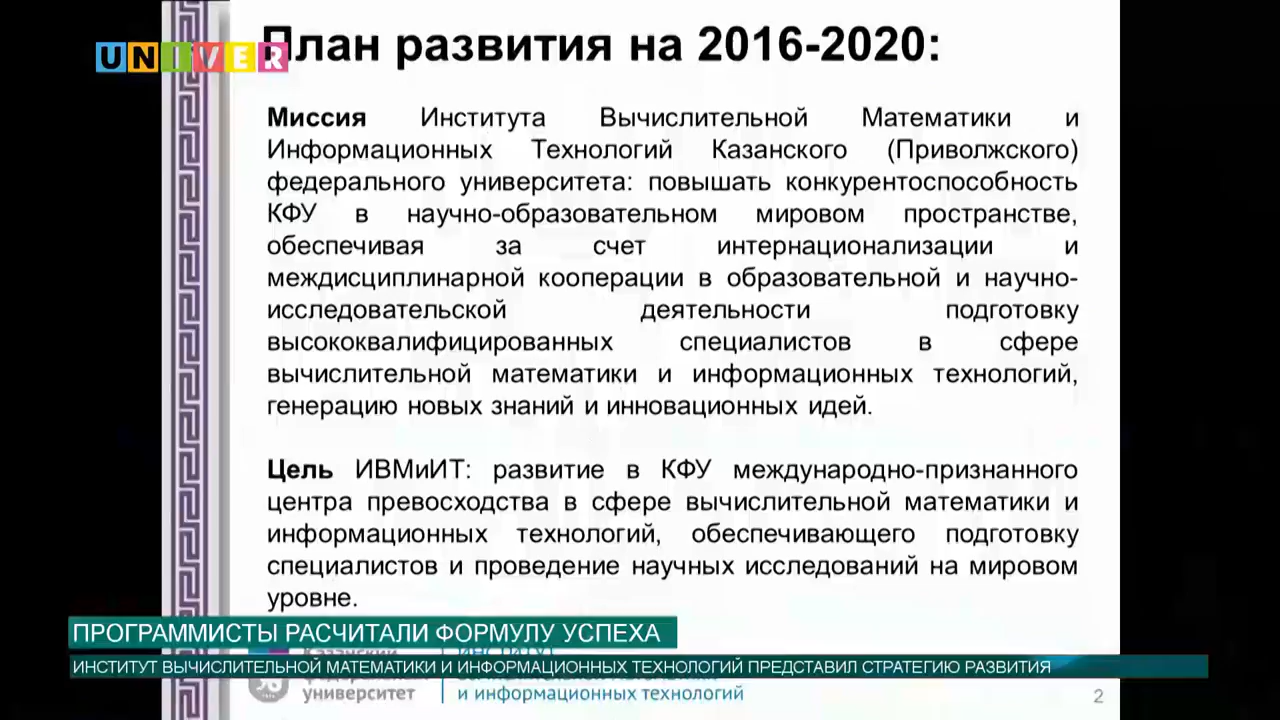 План развития на 2016-2020:
UNIVER
Миссия Института Вычислительной Математики и
Информационных Технологий Казанского (Приволжского)
федерального университета: повышать конкурентоспособность
КФУ в научно-образовательном мировом пространстве,
обеспечивая за счет интернационализации и
междисциплинарной кооперации в образовательной и научно-
исследовательской деятельности подготовку
высококвалифицированных специалистов в сфере
вычислительной математики и информационных технологий,
генерацию новых знаний и инновационных идей.
Цель ИВМиИТ: развитие в КФУ международно-признанного
центра превосходства в сфере вычислительной математики и
информационных технологий, обеспечивающего подготовку
специалистов и проведение научных исследований на мировом
уровне.
ПРОГРАММИСТЫ РАСЧИТАЛИ ФОРМУЛУ УСПЕХА
ИНСТИТУТ ВЫЧИСЛИТЕЛЬНОЙ МАТЕМАТИКИ И ИНФОРМАЦИОННЫХ ТЕХНОЛОГИЙ ПРЕДСТАВИЛ СТРАТЕГИЮ РАЗВИТИЯ
университет
и информационных технологий
2